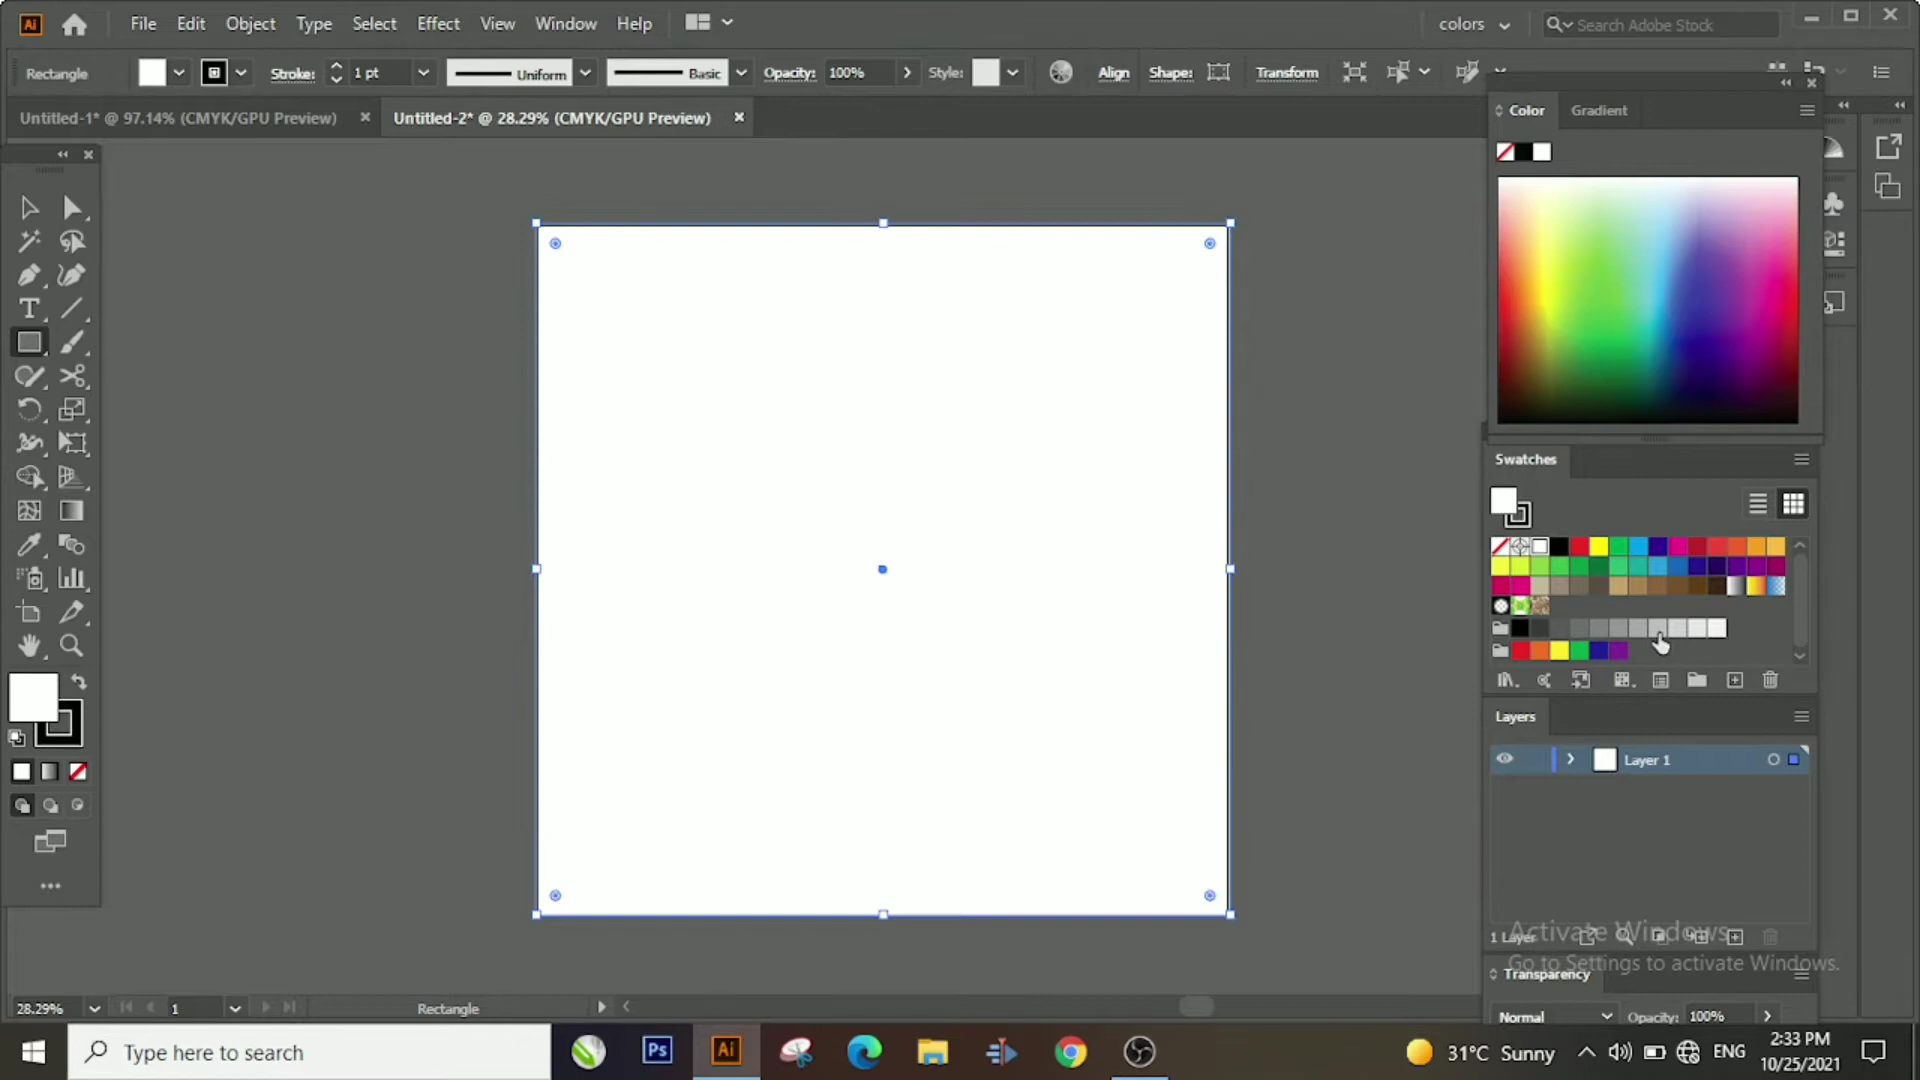 Ai File Edit Object Type Select Effect View Window Help colors Search Adobe Stock
Rectangle Stroke: 1 pt Uniform Basic Opacity: 100% Style: Align Shape: Transform
Untitled-1* @ 97.14% (CMYK/GPU Preview) Untitled-2* @ 28.29% (CMYK/GPU Preview)
Color Gradient
Swatches
Layers
Layer 1
1 Layer
Activate Windows
Go to Settings to activate Windows.
Transparency
Normal Opacity: 100%
28.29% 1 Rectangle
Type here to search Ps Ai 31°C Sunny ENG 2:33 PM
10/25/2021